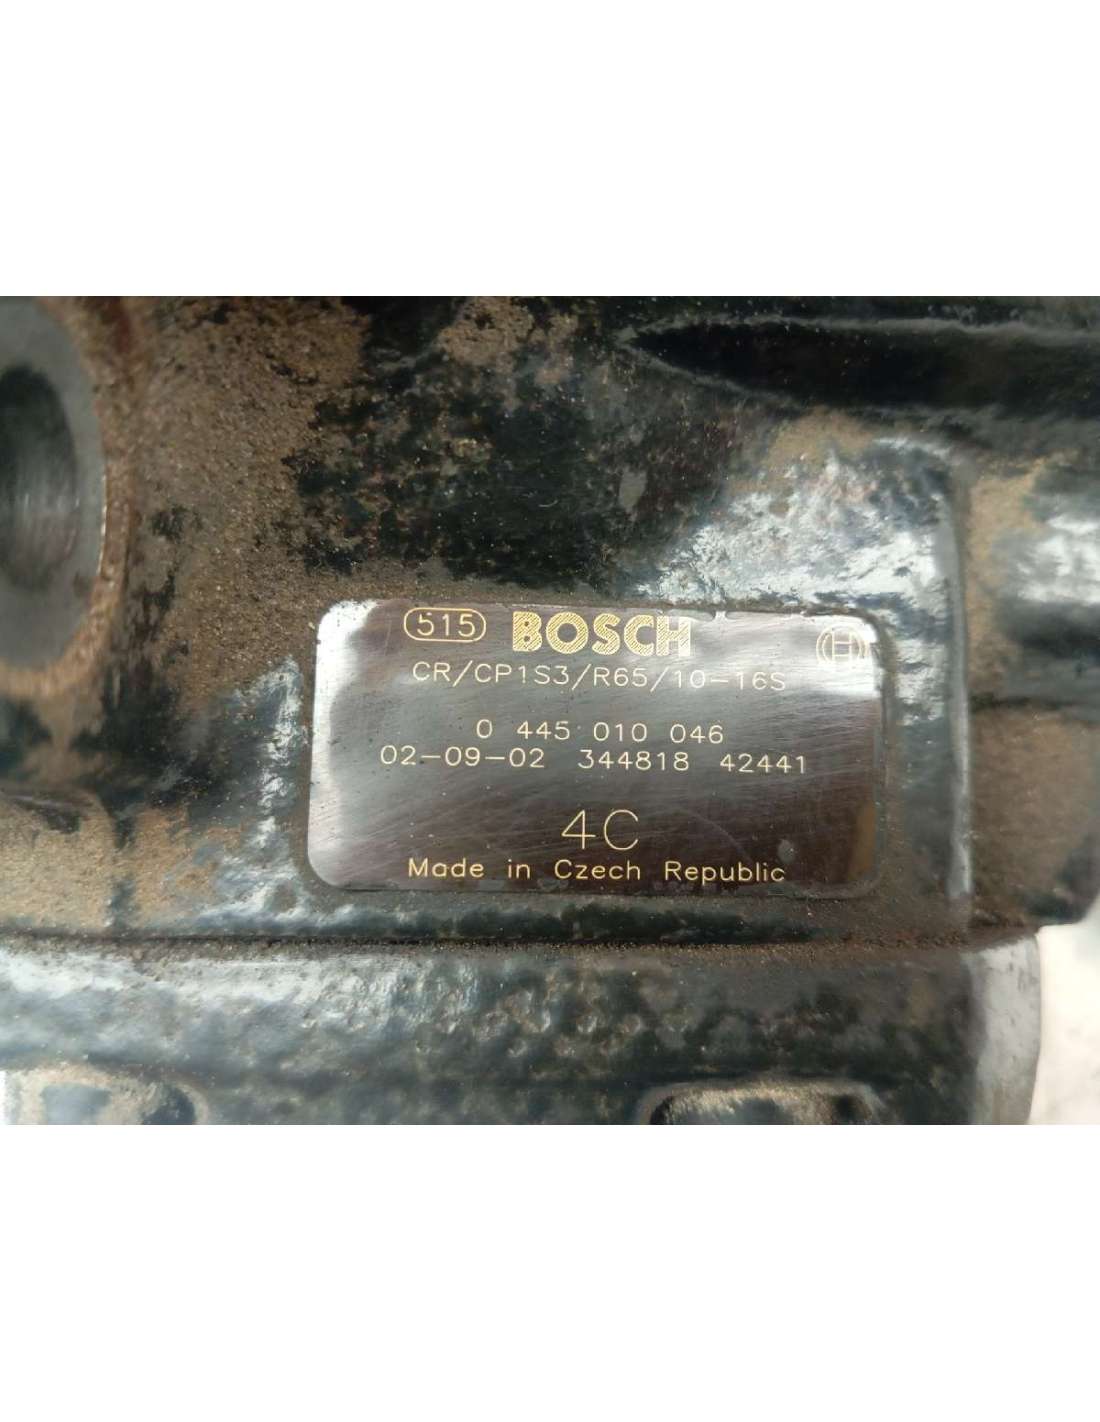 515 BOSCH
CR/CP1S3/R65/10-16S
0 445 010 046
02-09-02 344818 42441
4C
Made in Czech Republic